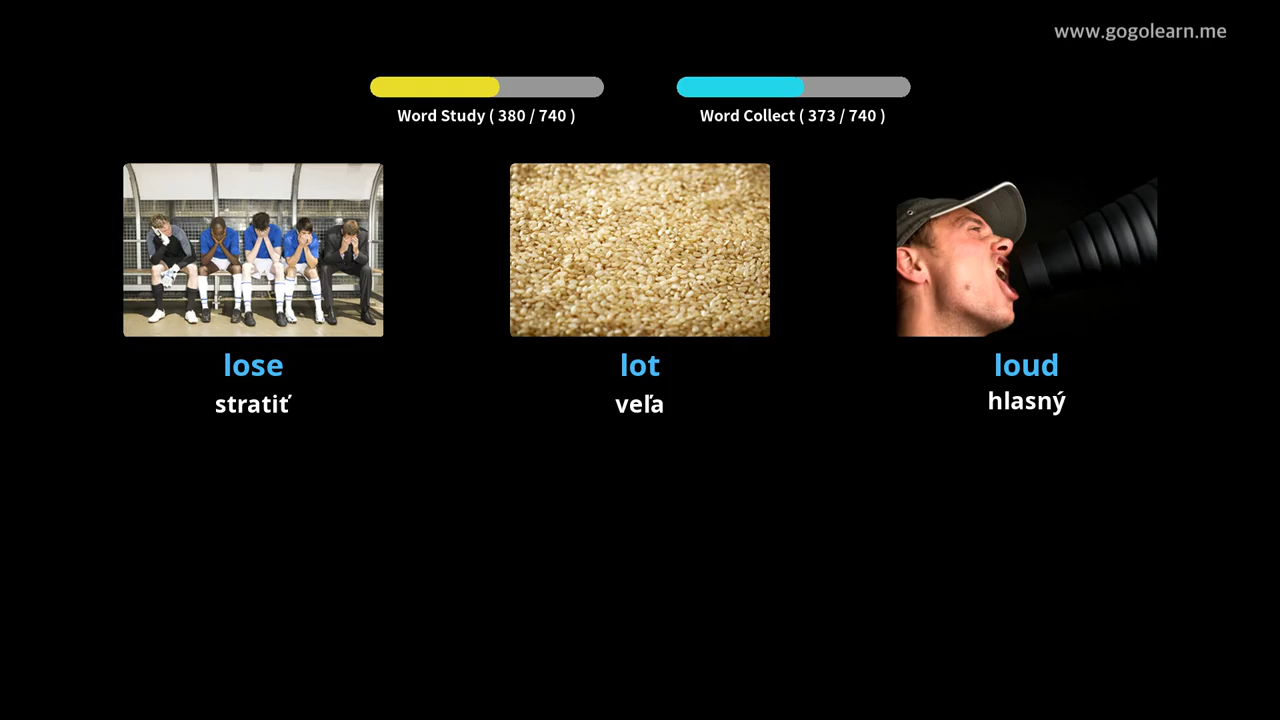 www.gogolearn.me
Word Study ( 380 / 740 )
Word Collect ( 373 / 740 )
lose
stratiť
lot
veľa
loud
hlasný